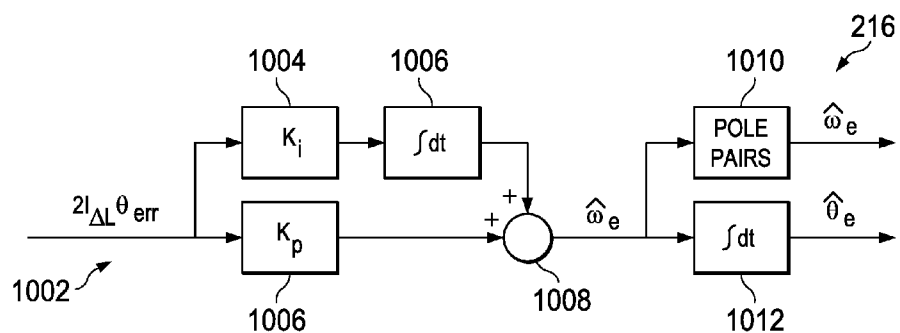 216
1004
1006
1010
K_i
∫dt
POLE
PAIRS
ω̂_e
2I_ΔL θ_err
+
+
ω̂_e
K_p
∫dt
θ̂_e
1002
1006
1008
1012